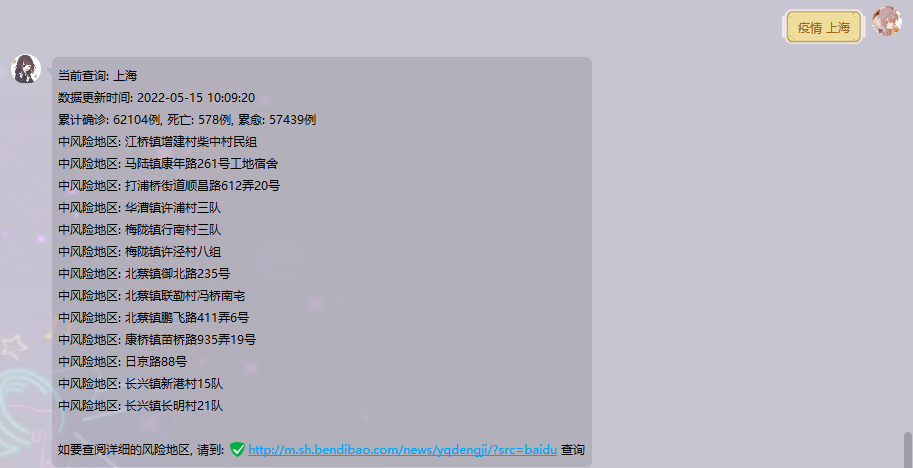 疫情 上海
当前查询: 上海
数据更新时间: 2022-05-15 10:09:20
累计确诊: 62104例, 死亡: 578例, 累愈: 57439例
中风险地区: 江桥镇增建村柴中村民组
中风险地区: 马陆镇康年路261号工地宿舍
中风险地区: 打浦桥街道顺昌路612弄20号
中风险地区: 华漕镇许浦村三队
中风险地区: 梅陇镇行南村三队
中风险地区: 梅陇镇许泾村八组
中风险地区: 北蔡镇御北路235号
中风险地区: 北蔡镇联勤村冯桥南宅
中风险地区: 北蔡镇鹏飞路411弄6号
中风险地区: 康桥镇苗桥路935弄19号
中风险地区: 日京路88号
中风险地区: 长兴镇新港村15队
中风险地区: 长兴镇长明村21队
如要查阅详细的风险地区, 请到: http://m.sh.bendibao.com/news/yqdengji/?src=baidu 查询